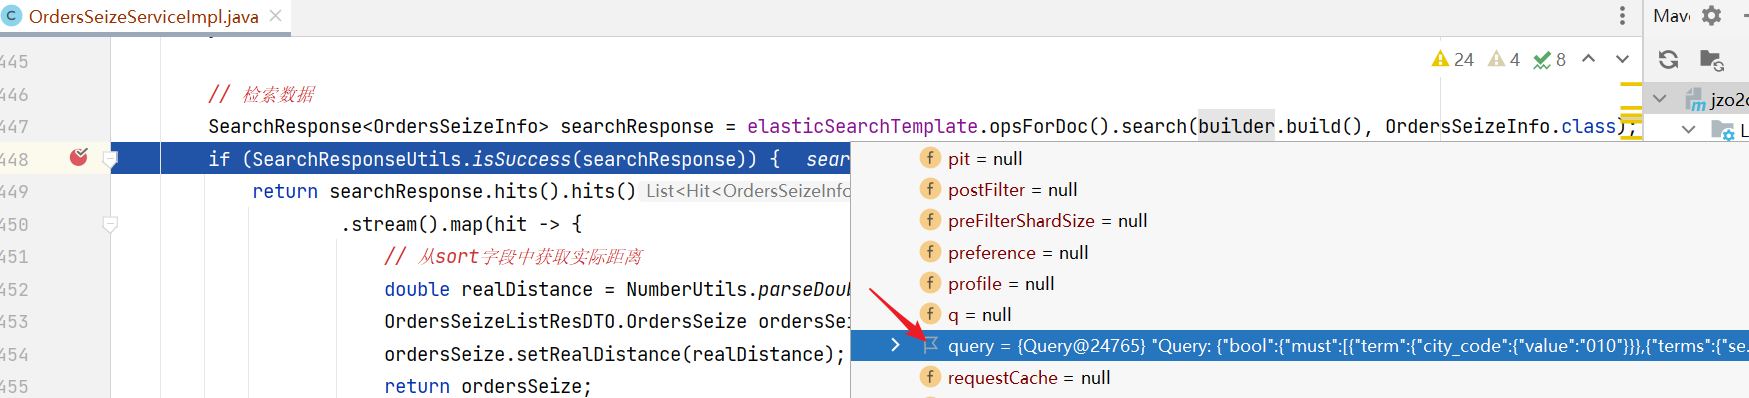 OrdersSeizeServiceImpl.java
Mav
445
24 4 8
446 // 检索数据
jzo2
447 SearchResponse<OrdersSeizeInfo> searchResponse = elasticSearchTemplate.opsForDoc().search(builder.build(), OrdersSeizeInfo.class);
448 if (SearchResponseUtils.isSuccess(searchResponse)) { sear
pit = null
449 return searchResponse.hits().hits() List<Hit<OrdersSeizeInfo
postFilter = null
450 .stream().map(hit -> {
preFilterShardSize = null
451 // 从sort字段中获取实际距离
preference = null
452 double realDistance = NumberUtils.parseDoub
profile = null
453 OrdersSeizeListResDTO.OrdersSeize ordersSei
q = null
454 ordersSeize.setRealDistance(realDistance);
query = {Query@24765} "Query: {"bool":{"must":[{"term":{"city_code":{"value":"010"}}},{"terms":{"se...
455 return ordersSeize;
requestCache = null